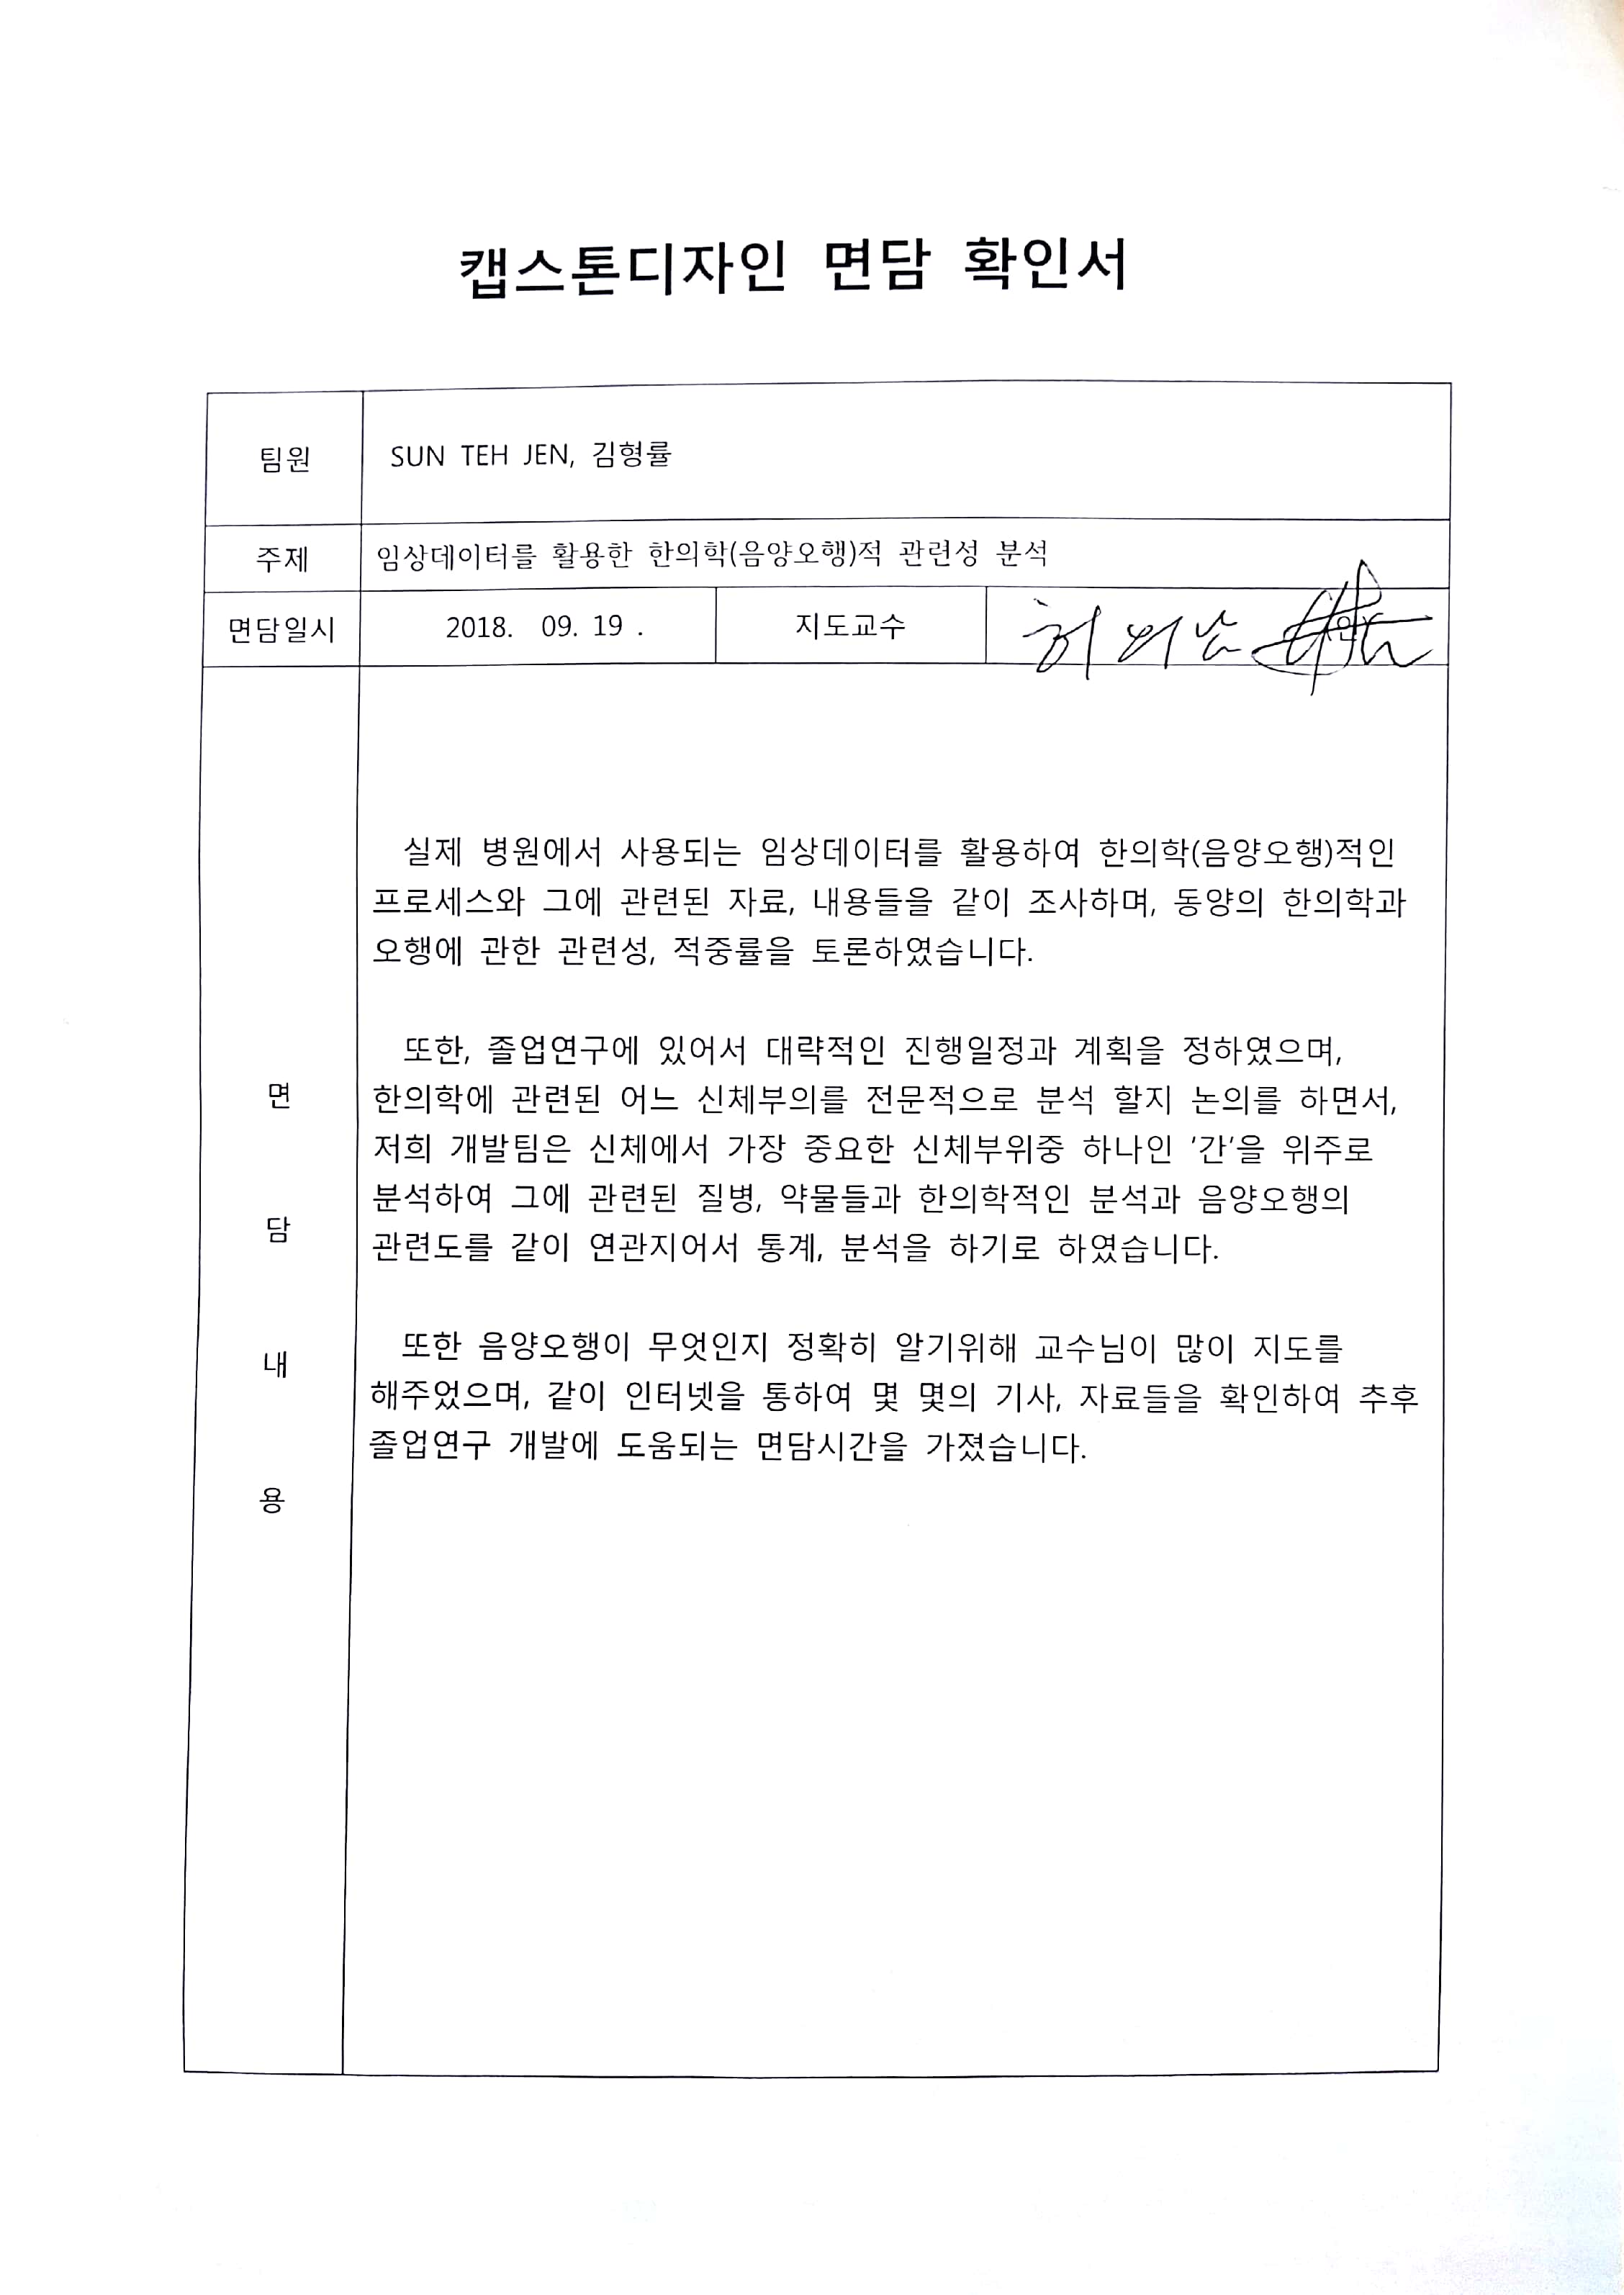 캡스톤디자인 면담 확인서
팀원 SUN TEH JEN, 김형률
주제 임상데이터를 활용한 한의학(음양오행)적 관련성 분석
면담일시 2018. 09. 19 . 지도교수
면담내용
실제 병원에서 사용되는 임상데이터를 활용하여 한의학(음양오행)적인
프로세스와 그에 관련된 자료, 내용들을 같이 조사하며, 동양의 한의학과
오행에 관한 관련성, 적중률을 토론하였습니다.
또한, 졸업연구에 있어서 대략적인 진행일정과 계획을 정하였으며,
한의학에 관련된 어느 신체부의를 전문적으로 분석 할지 논의를 하면서,
저희 개발팀은 신체에서 가장 중요한 신체부위중 하나인 '간'을 위주로
분석하여 그에 관련된 질병, 약물들과 한의학적인 분석과 음양오행의
관련도를 같이 연관지어서 통계, 분석을 하기로 하였습니다.
또한 음양오행이 무엇인지 정확히 알기위해 교수님이 많이 지도를
해주었으며, 같이 인터넷을 통하여 몇 몇의 기사, 자료들을 확인하여 추후
졸업연구 개발에 도움되는 면담시간을 가졌습니다.